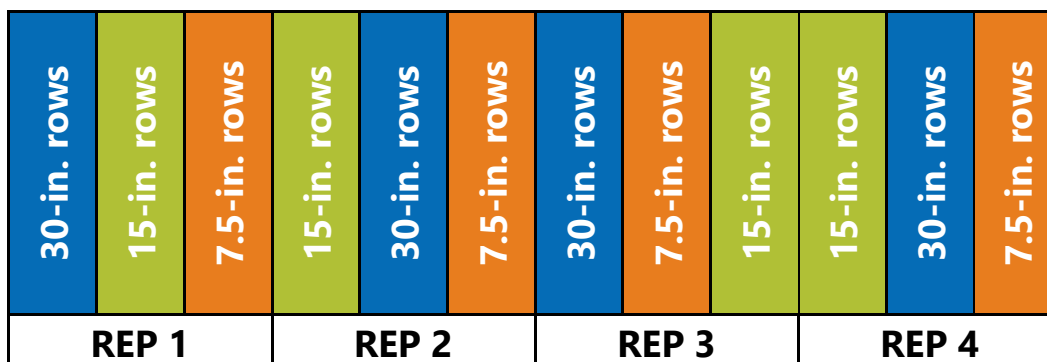 30-in. rows
15-in. rows
7.5-in. rows
15-in. rows
30-in. rows
7.5-in. rows
30-in. rows
7.5-in. rows
15-in. rows
15-in. rows
30-in. rows
7.5-in. rows
REP 1
REP 2
REP 3
REP 4